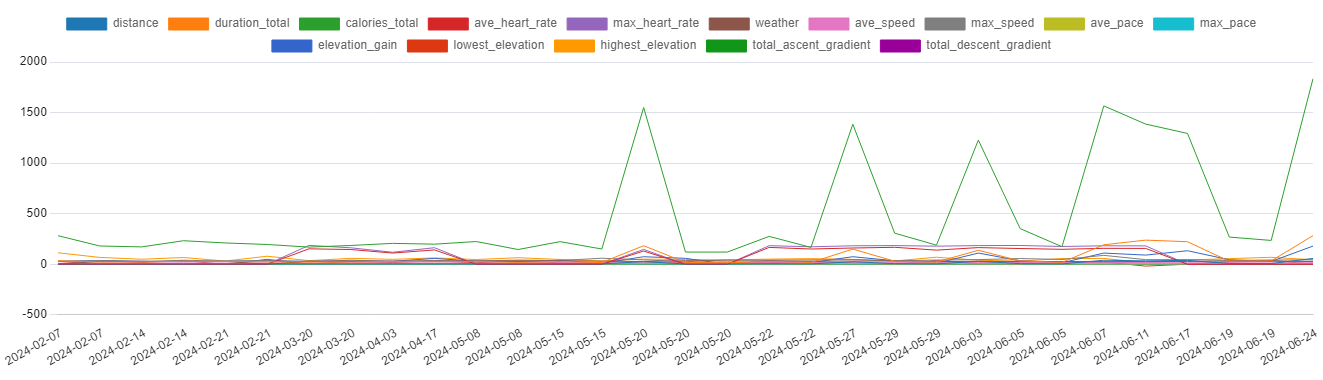 distance duration_total calories_total ave_heart_rate max_heart_rate weather ave_speed max_speed ave_pace max_pace
elevation_gain lowest_elevation highest_elevation total_ascent_gradient total_descent_gradient
2000
1500
1000
500
0
-500
2024-02-07 2024-02-07 2024-02-14 2024-02-14 2024-02-21 2024-02-21 2024-03-20 2024-03-20 2024-04-03 2024-04-17 2024-05-08 2024-05-08 2024-05-15 2024-05-15 2024-05-20 2024-05-20 2024-05-20 2024-05-22 2024-05-22 2024-05-27 2024-05-29 2024-05-29 2024-06-03 2024-06-05 2024-06-05 2024-06-07 2024-06-11 2024-06-17 2024-06-19 2024-06-19 2024-06-24